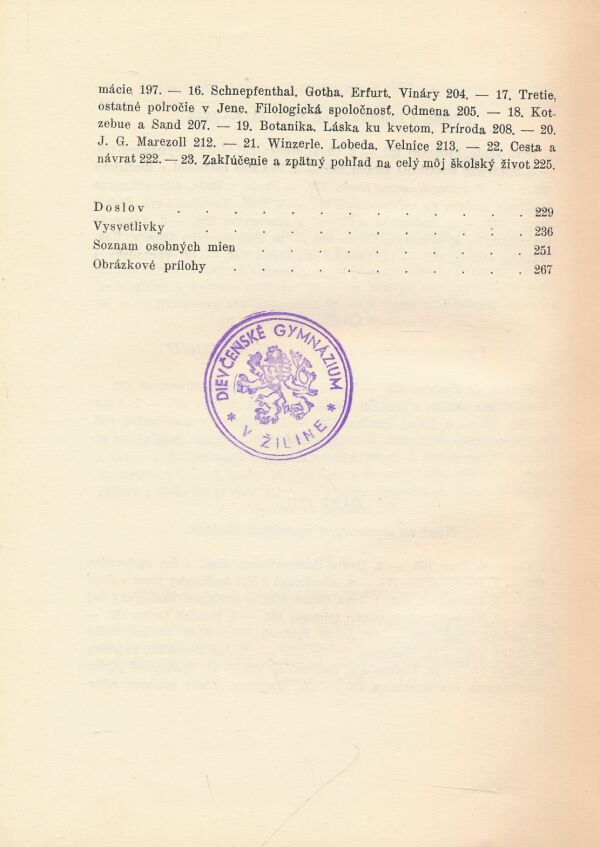 mácie 197. — 16. Schnepfenthal. Gotha. Erfurt. Vináry 204. — 17. Tretie,
ostatné polročie v Jene. Filologická spoločnosť. Odmena 205. — 18. Kot-
zebue a Sand 207. — 19. Botanika. Láska ku kvetom. Príroda 208. — 20.
J. G. Marezoll 212. — 21. Winzerle. Lobeda. Velnice 213. — 22. Cesta a
návrat 222. — 23. Zakľúčenie a zpätný pohľad na celý môj školský život 225.
Doslov . . . . . . . . . . . . . 229
Vysvetlivky . . . . . . . . . . . . 236
Soznam osobných mien . . . . . . . . . . 251
Obrázkové prílohy . . . . . . . . . . . 267
DIEVČENSKÉ GYMNÁZIUM
* V ŽILINE *